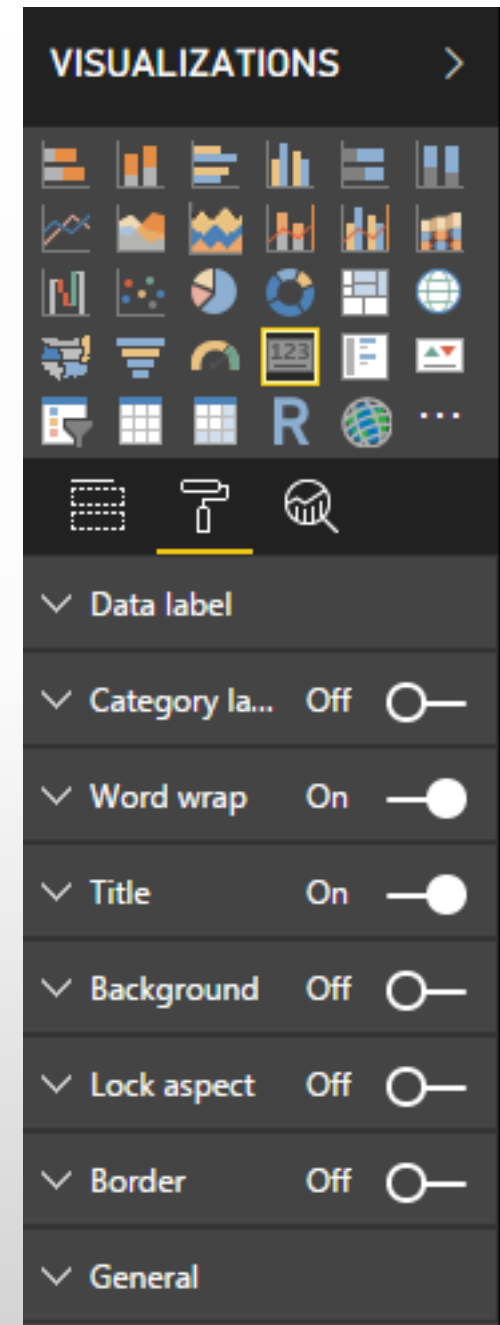 VISUALIZATIONS
123
R
Data label
Category la... Off
Word wrap On
Title On
Background Off
Lock aspect Off
Border Off
General